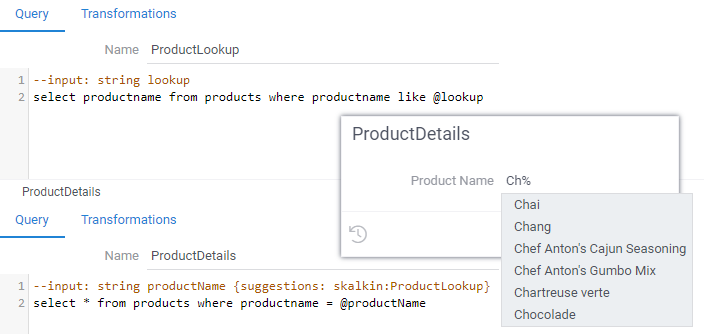 Query Transformations
Name ProductLookup
1 --input: string lookup
2 select productname from products where productname like @lookup
ProductDetails
Product Name Ch%
Chai
Chang
Chef Anton's Cajun Seasoning
Chef Anton's Gumbo Mix
Chartreuse verte
Chocolade
ProductDetails
Query Transformations
Name ProductDetails
1 --input: string productName {suggestions: skalkin:ProductLookup}
2 select * from products where productname = @productName